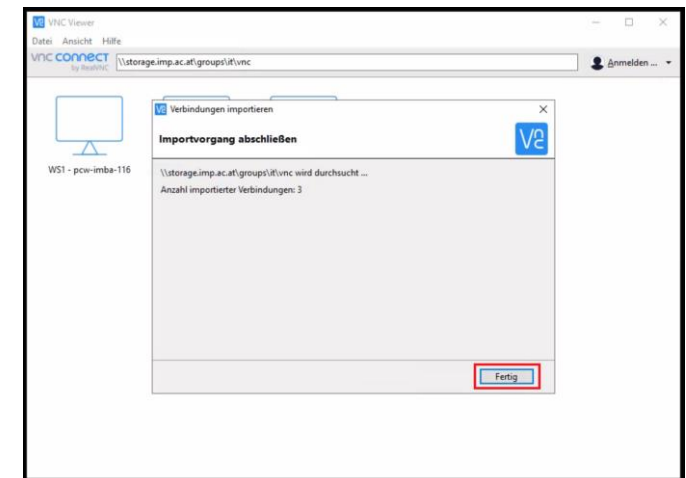 VNC Viewer
Datei Ansicht Hilfe
vnc connect
by RealVNC
\\storage.imp.ac.at\groups\it\vnc
Anmelden ...
WS1 - pcw-imba-116
Verbindungen importieren
Importvorgang abschließen
\\storage.imp.ac.at\groups\it\vnc wird durchsucht ...
Anzahl importierter Verbindungen: 3
Fertig